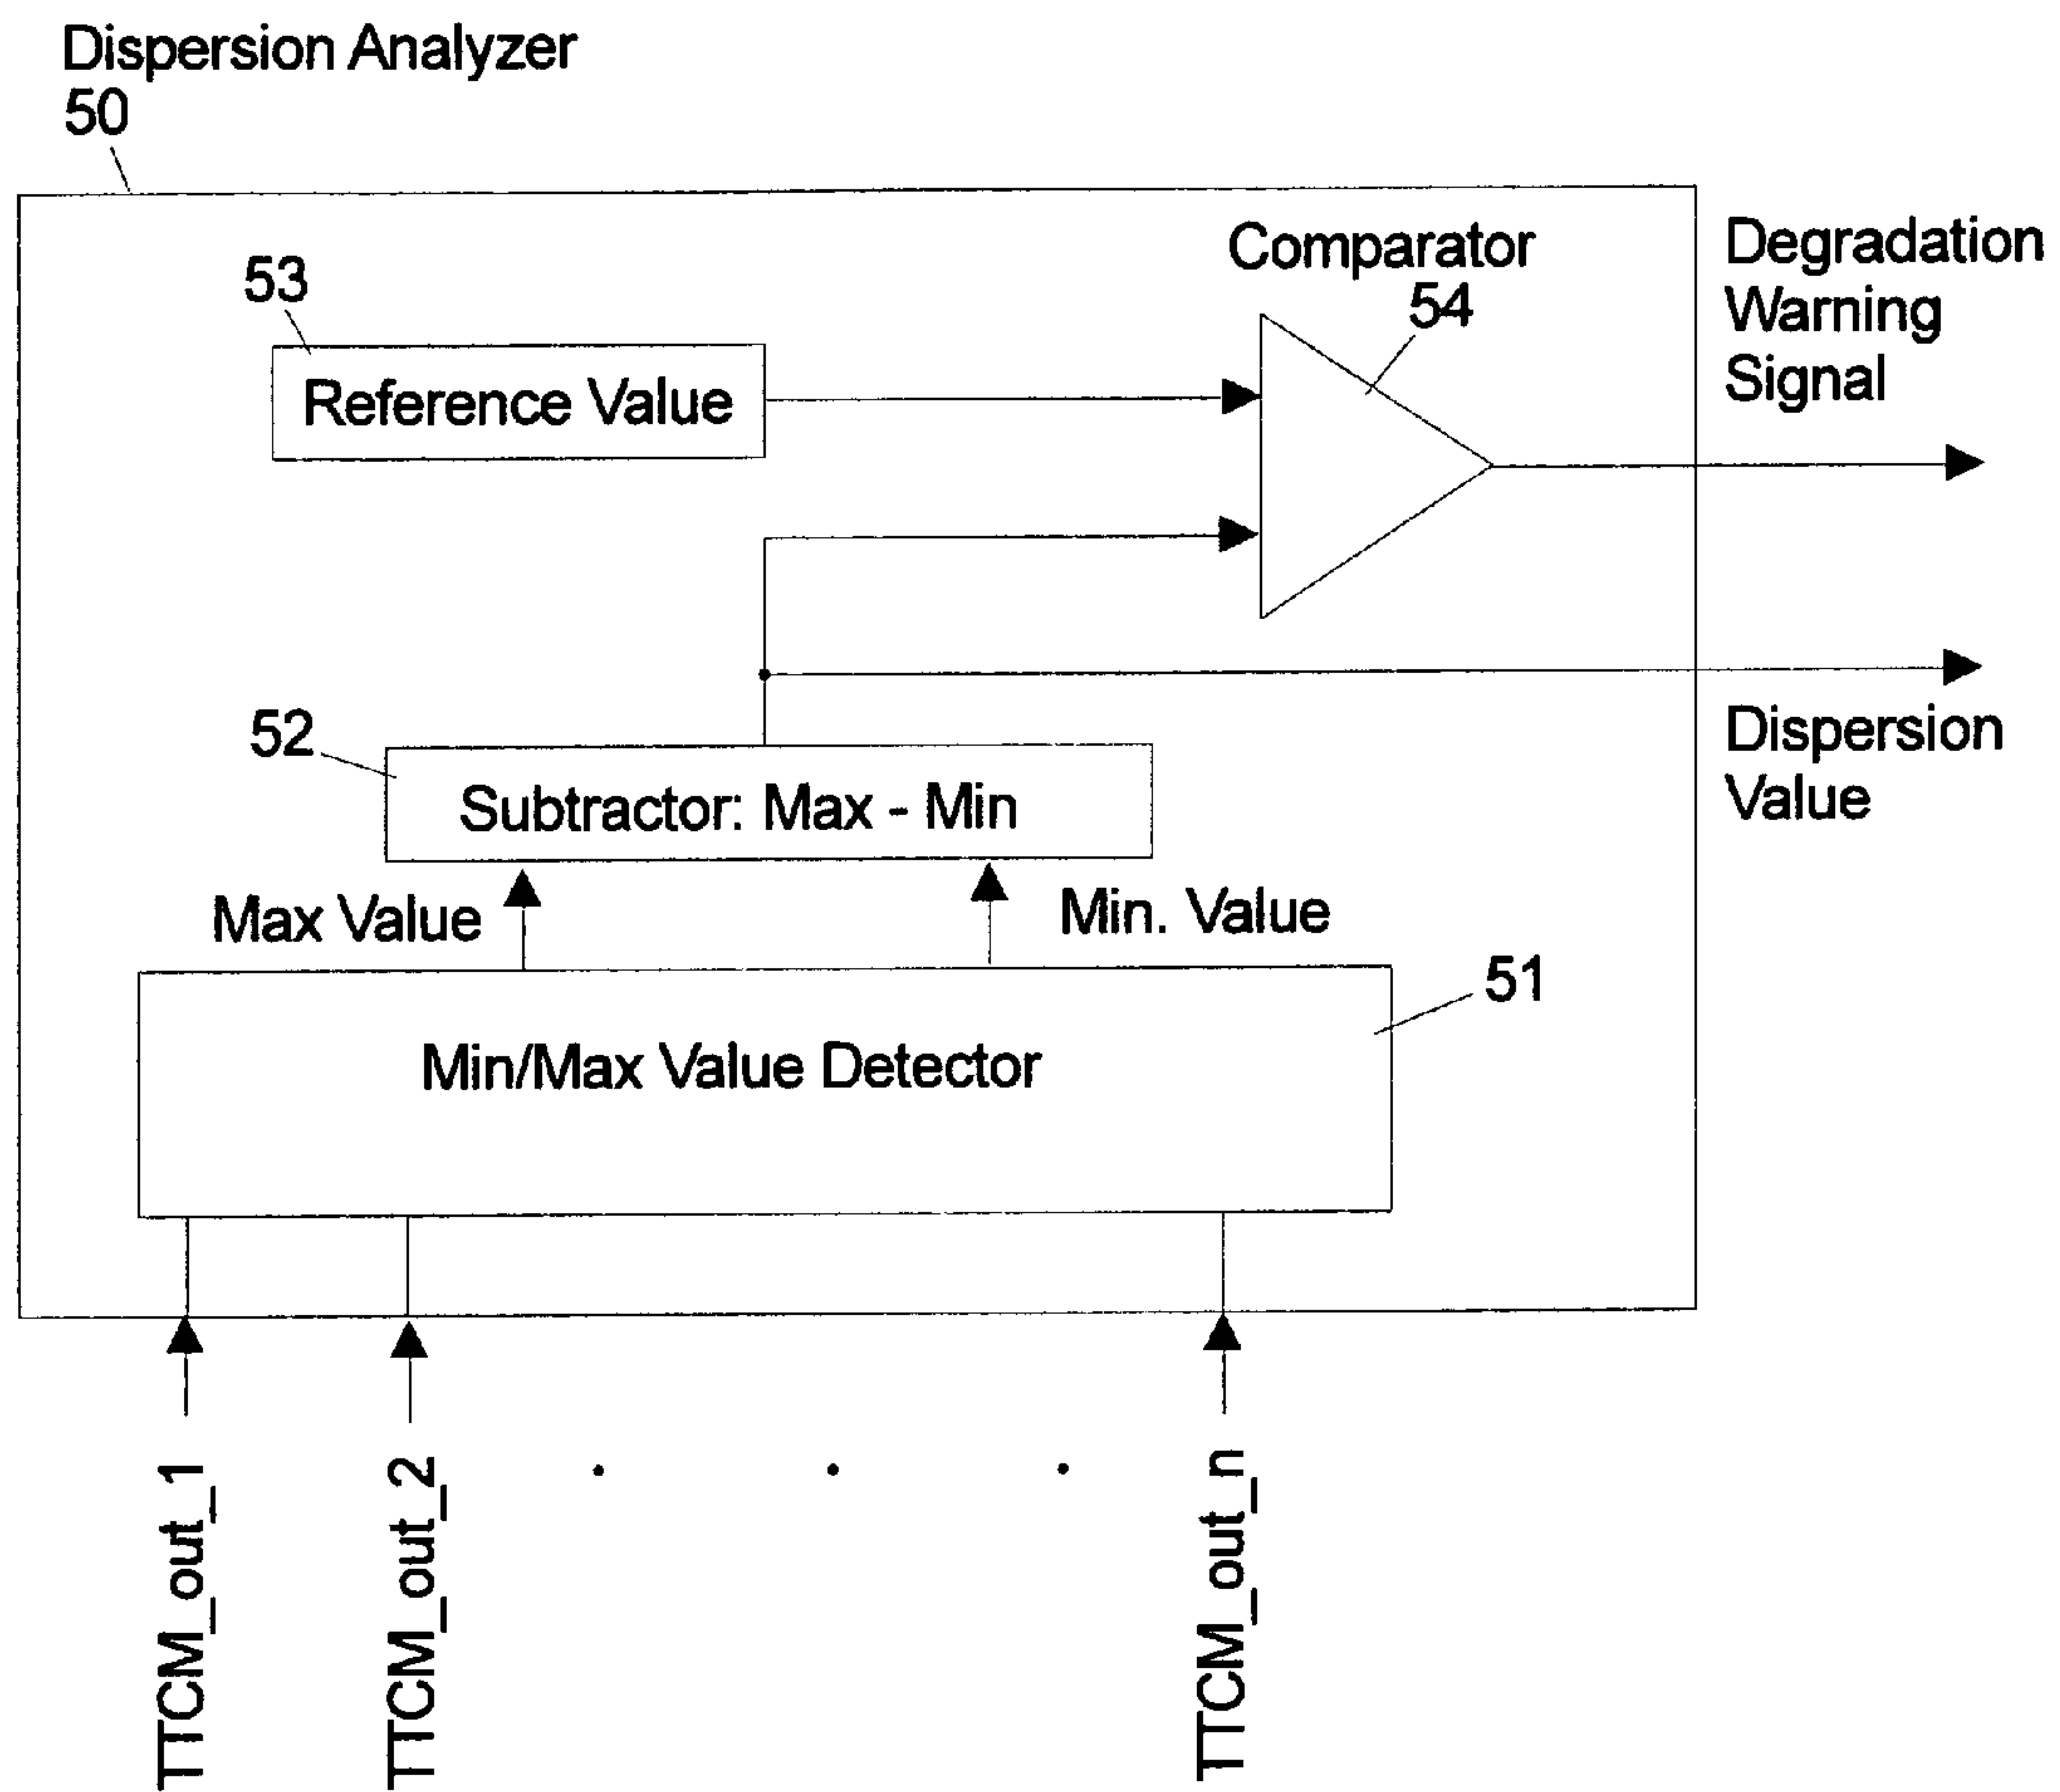 Dispersion Analyzer
50
Comparator
54
Degradation
Warning
Signal
53
Reference Value
52
Subtractor: Max - Min
Dispersion
Value
Max Value
Min. Value
51
Min/Max Value Detector
TTCM_out_1
TTCM_out_2
. . .
TTCM_out_n